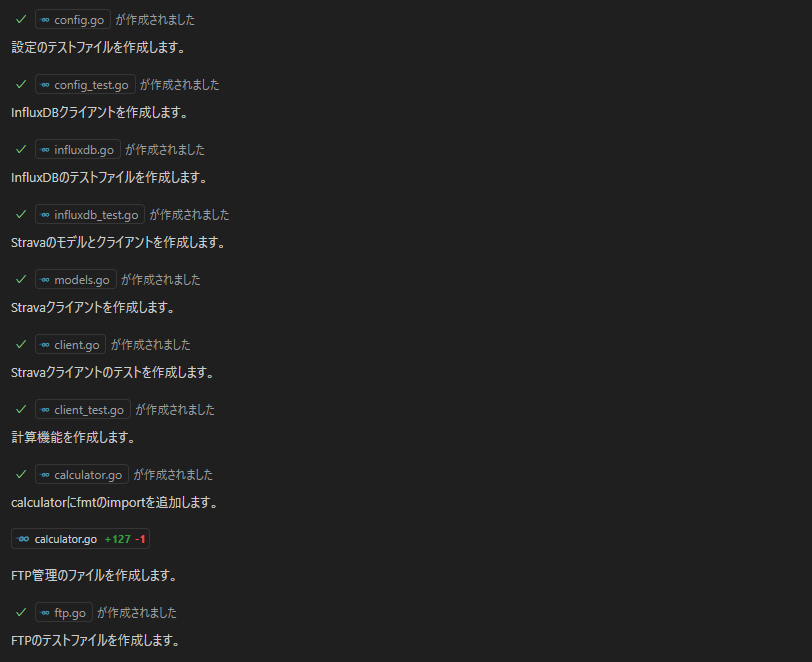 config.go が作成されました
設定のテストファイルを作成します。
config_test.go が作成されました
InfluxDBクライアントを作成します。
influxdb.go が作成されました
InfluxDBのテストファイルを作成します。
influxdb_test.go が作成されました
Stravaのモデルとクライアントを作成します。
models.go が作成されました
Stravaクライアントを作成します。
client.go が作成されました
Stravaクライアントのテストを作成します。
client_test.go が作成されました
計算機能を作成します。
calculator.go が作成されました
calculatorにfmtのimportを追加します。
calculator.go +127 -1
FTP管理のファイルを作成します。
ftp.go が作成されました
FTPのテストファイルを作成します。